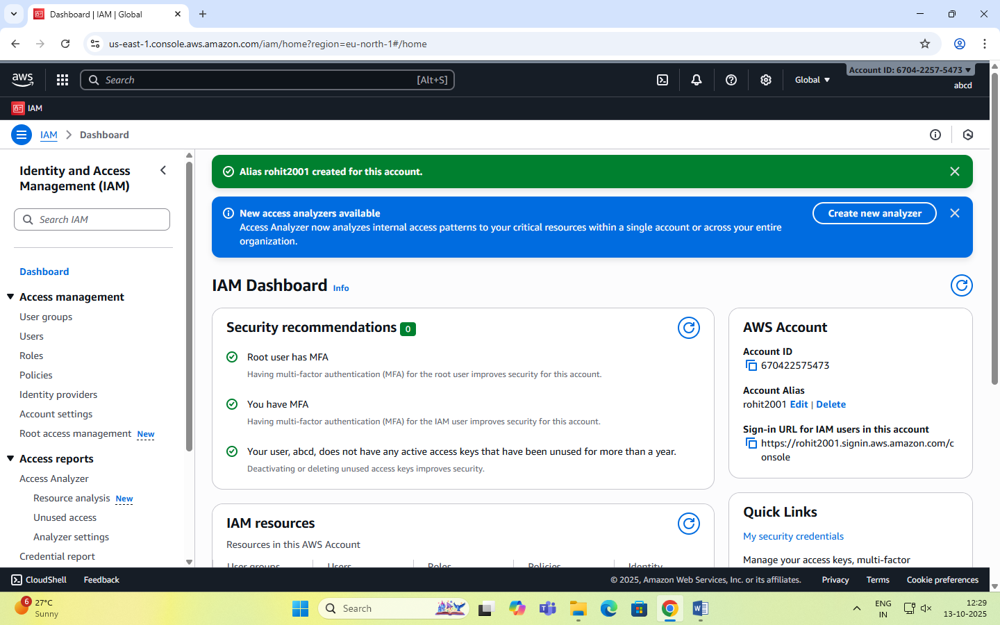 Dashboard | IAM | Global
us-east-1.console.aws.amazon.com/iam/home?region=eu-north-1#/home
aws
Search
[Alt+S]
Global
Account ID: 6704-2257-5473
abcd
IAM
IAM
Dashboard
Identity and Access
Management (IAM)
Search IAM
Dashboard
Access management
User groups
Users
Roles
Policies
Identity providers
Account settings
Root access management New
Access reports
Access Analyzer
Resource analysis New
Unused access
Analyzer settings
Credential report
Alias rohit2001 created for this account.
New access analyzers available
Access Analyzer now analyzes internal access patterns to your critical resources within a single account or across your entire
organization.
Create new analyzer
IAM Dashboard Info
Security recommendations 0
Root user has MFA
Having multi-factor authentication (MFA) for the root user improves security for this account.
You have MFA
Having multi-factor authentication (MFA) for the IAM user improves security for this account.
Your user, abcd, does not have any active access keys that have been unused for more than a year.
Deactivating or deleting unused access keys improves security.
IAM resources
Resources in this AWS Account
User groups
Users
Roles
Policies
Identity
AWS Account
Account ID
670422575473
Account Alias
rohit2001 Edit | Delete
Sign-in URL for IAM users in this account
https://rohit2001.signin.aws.amazon.com/c
onsole
Quick Links
My security credentials
Manage your access keys, multi-factor
CloudShell
Feedback
© 2025, Amazon Web Services, Inc. or its affiliates.
Privacy
Terms
Cookie preferences
6
27°C
Sunny
Search
ENG
IN
12:29
13-10-2025